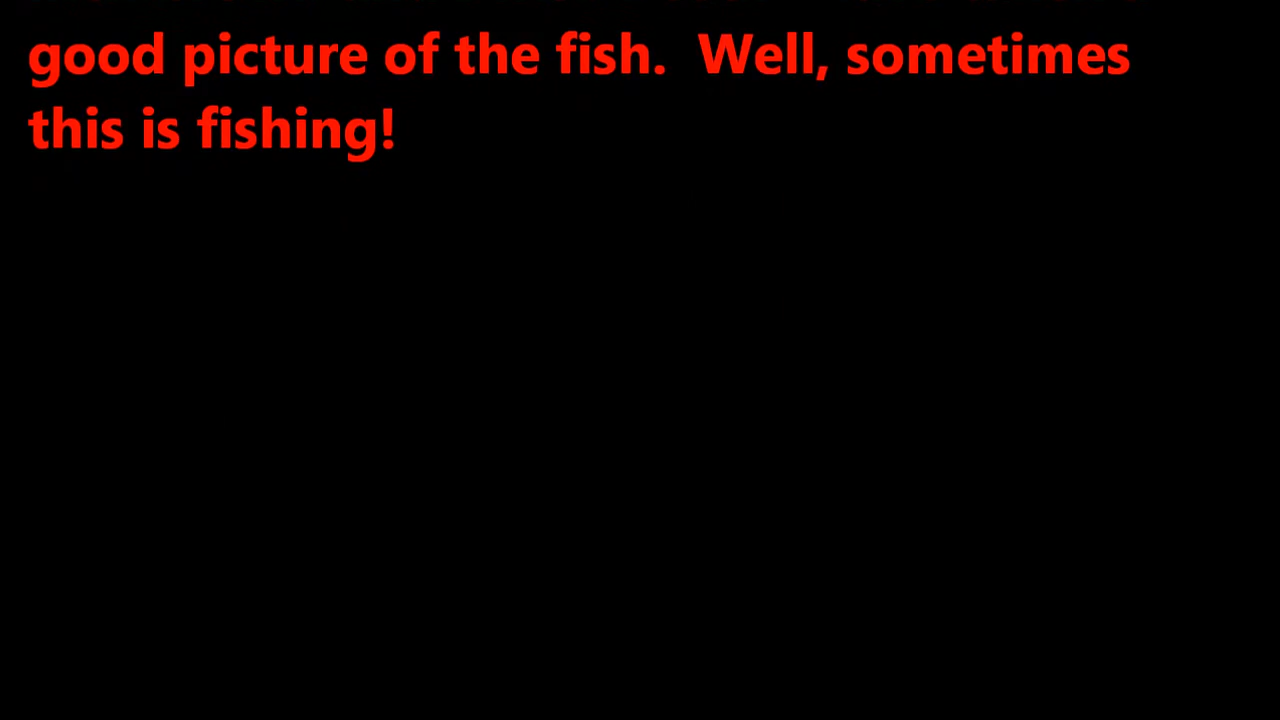 good picture of the fish.  Well, sometimes
this is fishing!